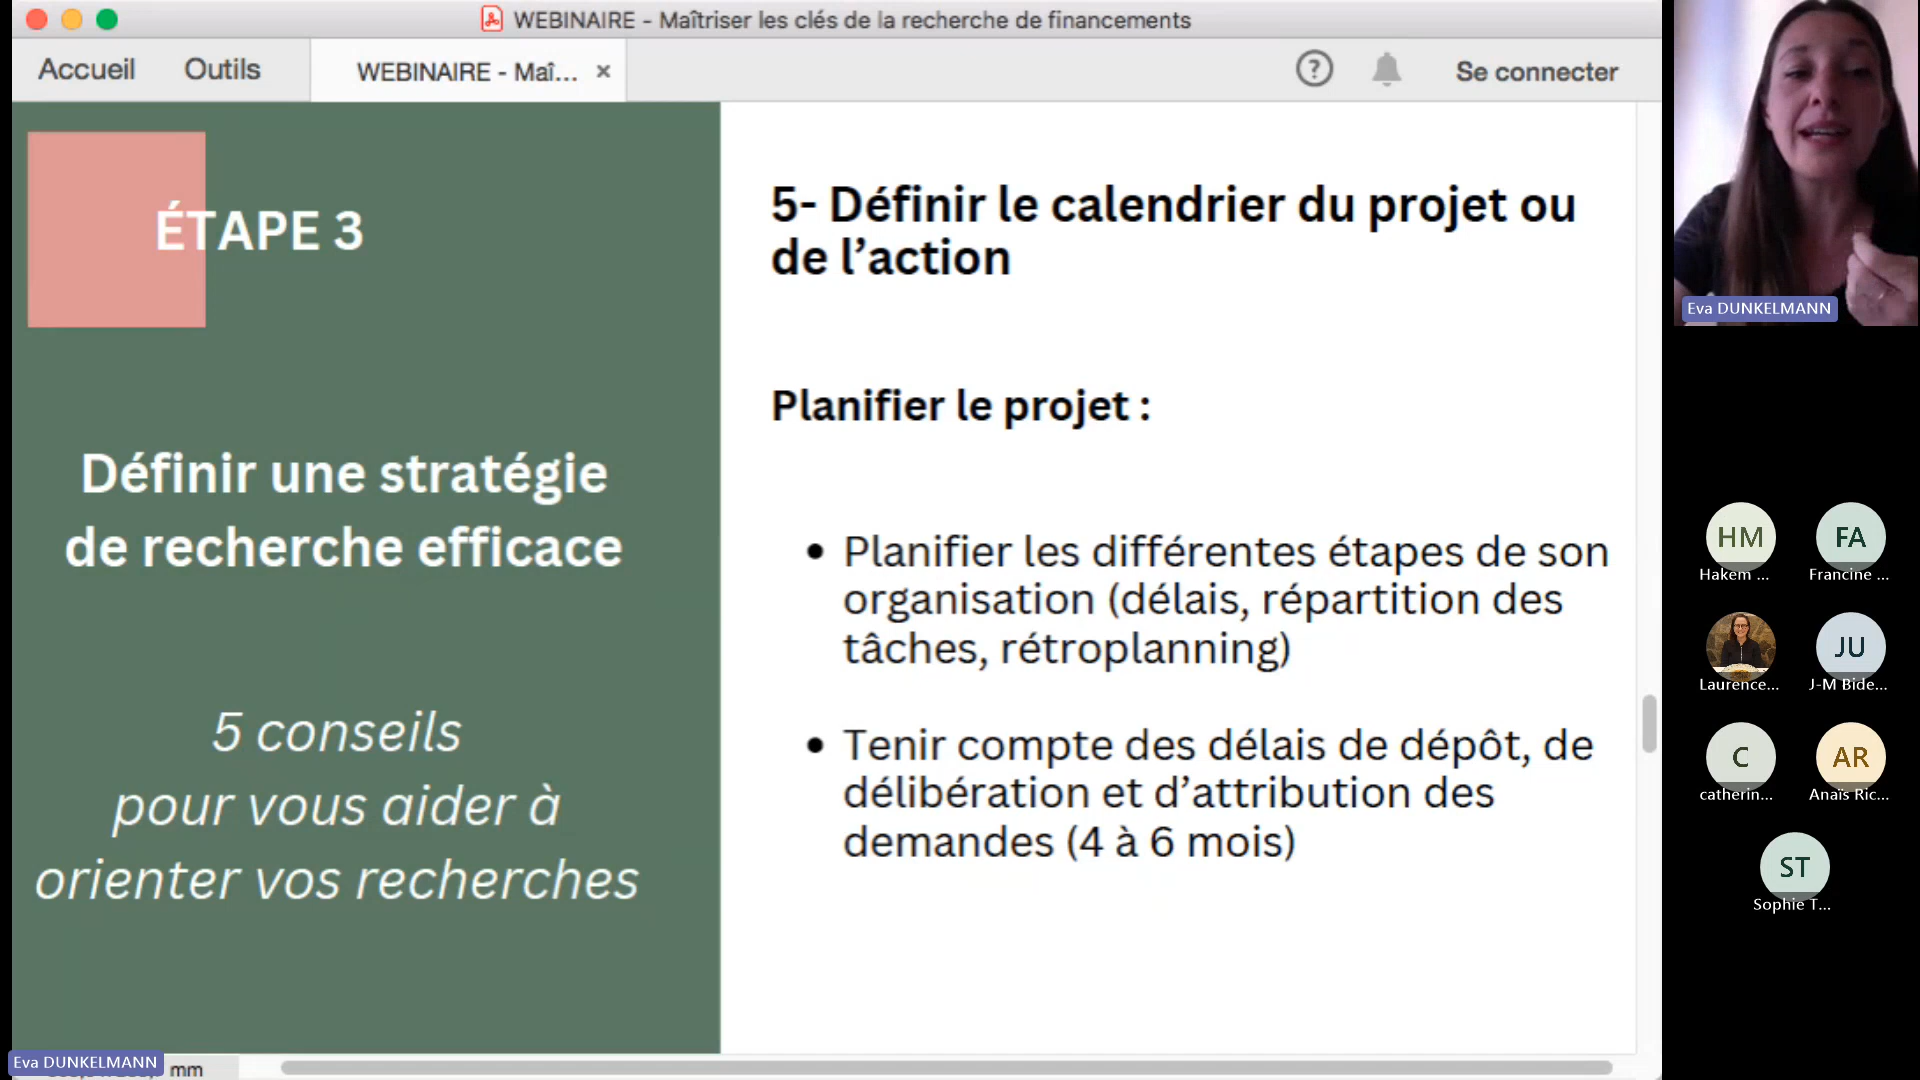 WEBINAIRE - Maîtriser les clés de la recherche de financements
Accueil
Outils
WEBINAIRE - Maî...
Se connecter
ÉTAPE 3
Définir une stratégie
de recherche efficace
5 conseils
pour vous aider à
orienter vos recherches
5- Définir le calendrier du projet ou
de l’action
Planifier le projet :
• Planifier les différentes étapes de son
organisation (délais, répartition des
tâches, rétroplanning)
• Tenir compte des délais de dépôt, de
délibération et d’attribution des
demandes (4 à 6 mois)
Eva DUNKELMANN
mm
Eva DUNKELMANN
HM
Hakem ...
FA
Francine ...
Laurence...
JU
J-M Bide...
C
catherin...
AR
Anaïs Ric...
ST
Sophie T...